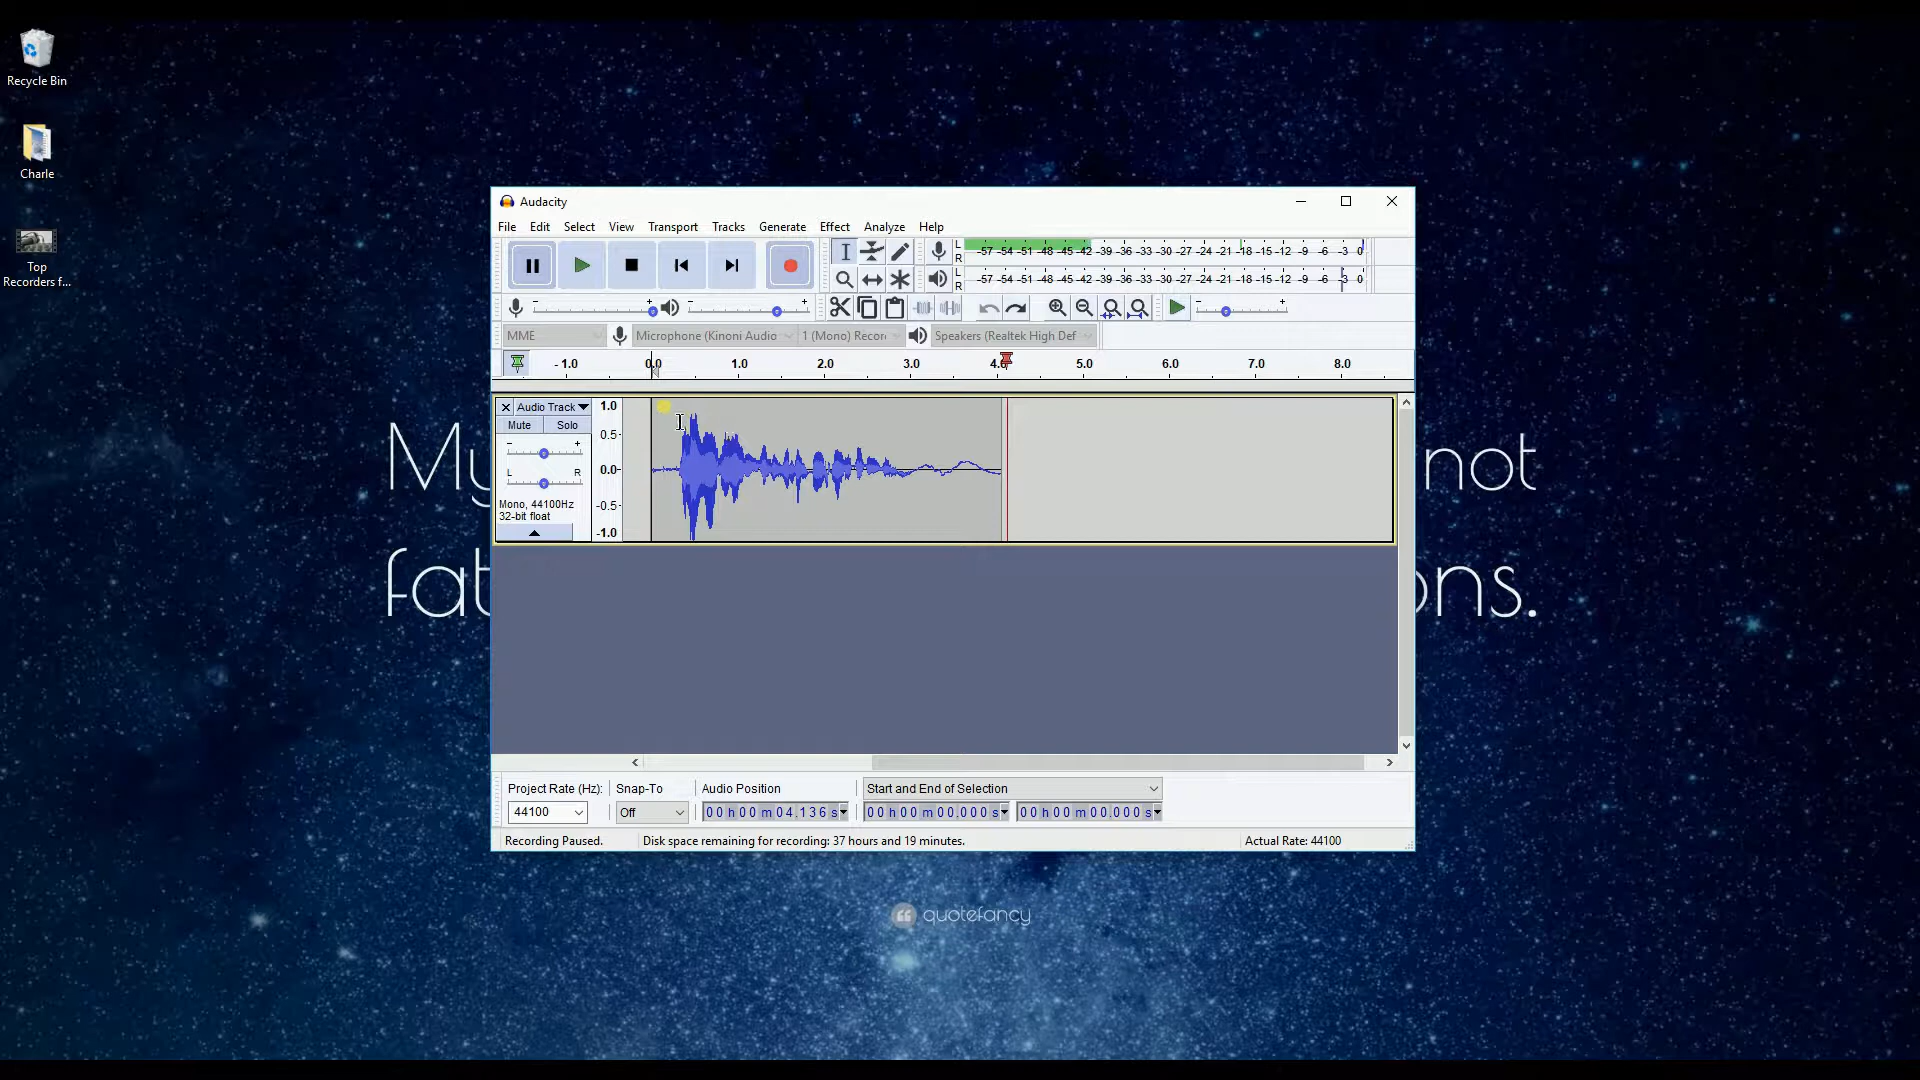 Recycle Bin
Charle
Top
Recorders f...
My
not
fat
ons.
Audacity
File Edit Select View Transport Tracks Generate Effect Analyze Help
L
R
-57 -54 -51 -48 -45 -42 -39 -36 -33 -30 -27 -24 -21 -18 -15 -12 -9 -6 -3 0
L
R
-57 -54 -51 -48 -45 -42 -39 -36 -33 -30 -27 -24 -21 -18 -15 -12 -9 -6 -3 0
MME
Microphone (Kinoni Audio
1 (Mono) Recor
Speakers (Realtek High Def
-1.0 0.0 1.0 2.0 3.0 4.0 5.0 6.0 7.0 8.0
X Audio Track
Mute Solo
- +
L R
Mono, 44100Hz
32-bit float
1.0
0.5
0.0
-0.5
-1.0
Project Rate (Hz): Snap-To Audio Position Start and End of Selection
44100 Off 00 h 00 m 04.136 s 00 h 00 m 00.000 s 00 h 00 m 00.000 s
Recording Paused. Disk space remaining for recording: 37 hours and 19 minutes. Actual Rate: 44100
quotefancy